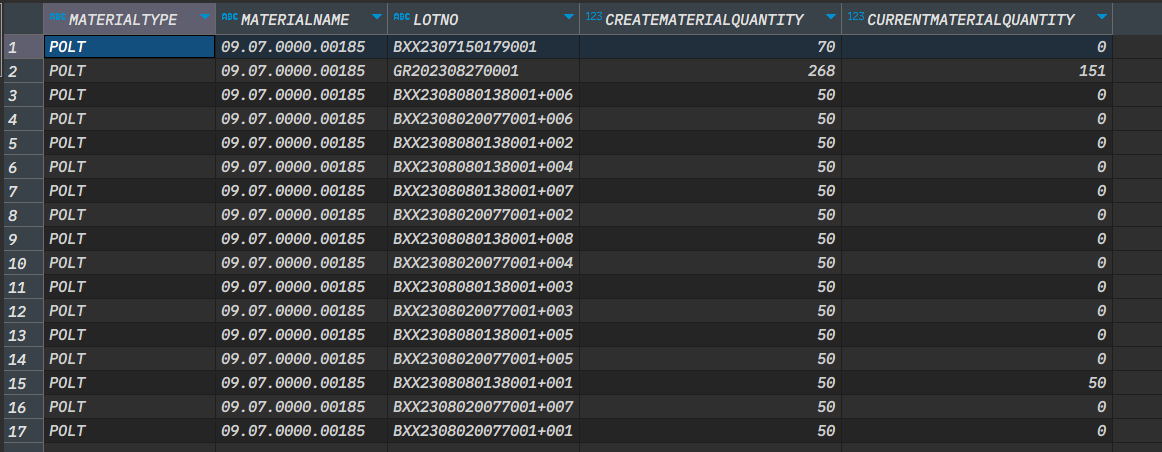 ABC MATERIALTYPE ABC MATERIALNAME ABC LOTNO 123 CREATEMATERIALQUANTITY 123 CURRENTMATERIALQUANTITY
1 POLT 09.07.0000.00185 BXX2307150179001 70 0
2 POLT 09.07.0000.00185 GR202308270001 268 151
3 POLT 09.07.0000.00185 BXX2308080138001+006 50 0
4 POLT 09.07.0000.00185 BXX2308020077001+006 50 0
5 POLT 09.07.0000.00185 BXX2308080138001+002 50 0
6 POLT 09.07.0000.00185 BXX2308080138001+004 50 0
7 POLT 09.07.0000.00185 BXX2308080138001+007 50 0
8 POLT 09.07.0000.00185 BXX2308020077001+002 50 0
9 POLT 09.07.0000.00185 BXX2308080138001+008 50 0
10 POLT 09.07.0000.00185 BXX2308020077001+004 50 0
11 POLT 09.07.0000.00185 BXX2308080138001+003 50 0
12 POLT 09.07.0000.00185 BXX2308020077001+003 50 0
13 POLT 09.07.0000.00185 BXX2308080138001+005 50 0
14 POLT 09.07.0000.00185 BXX2308020077001+005 50 0
15 POLT 09.07.0000.00185 BXX2308080138001+001 50 50
16 POLT 09.07.0000.00185 BXX2308020077001+007 50 0
17 POLT 09.07.0000.00185 BXX2308020077001+001 50 0